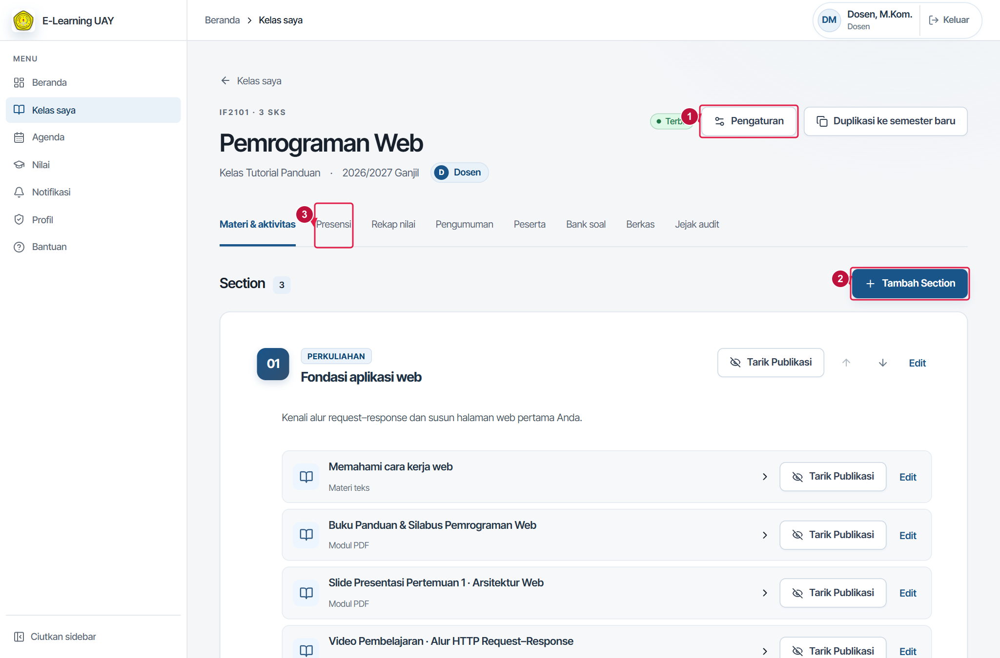 E-Learning UAY
Beranda > Kelas saya
DM
Dosen, M.Kom.
Dosen
Keluar
MENU
Beranda
Kelas saya
Agenda
Nilai
Notifikasi
Profil
Bantuan
Ciutkan sidebar
Kelas saya
IF2101 · 3 SKS
Pemrograman Web
Kelas Tutorial Panduan · 2026/2027 Ganjil
D Dosen
Terb
1
Pengaturan
Duplikasi ke semester baru
Materi & aktivitas
3
Presensi
Rekap nilai
Pengumuman
Peserta
Bank soal
Berkas
Jejak audit
Section 3
2
+ Tambah Section
01
PERKULIAHAN
Fondasi aplikasi web
Tarik Publikasi
Edit
Kenali alur request–response dan susun halaman web pertama Anda.
Memahami cara kerja web
Materi teks
Tarik Publikasi
Edit
Buku Panduan & Silabus Pemrograman Web
Modul PDF
Tarik Publikasi
Edit
Slide Presentasi Pertemuan 1 · Arsitektur Web
Modul PDF
Tarik Publikasi
Edit
Video Pembelajaran · Alur HTTP Request–Response
Tarik Publikasi
Edit